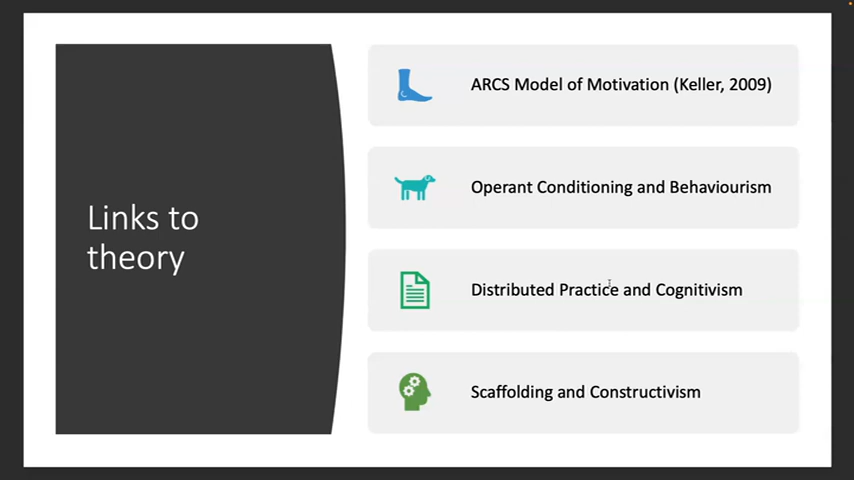 Links to
theory
ARCS Model of Motivation (Keller, 2009)
Operant Conditioning and Behaviourism
Distributed Practice and Cognitivism
Scaffolding and Constructivism